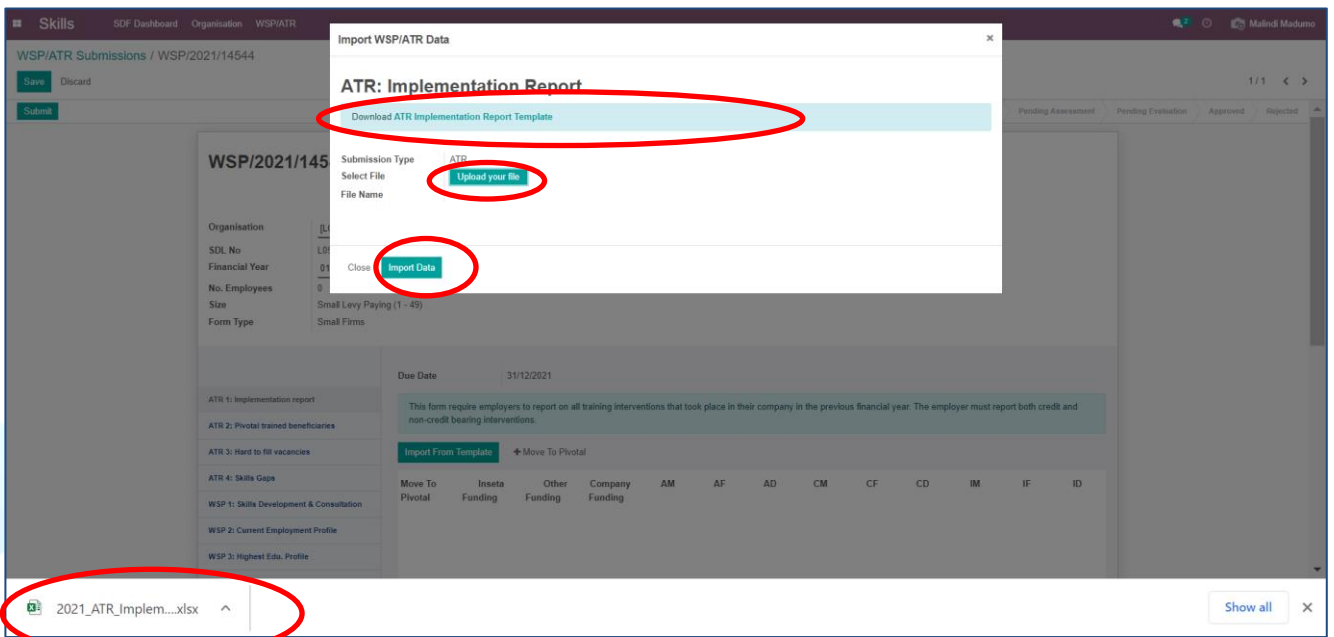 Skills SDF Dashboard Organisation WSP/ATR 2 Malindi Madumo
WSP/ATR Submissions / WSP/2021/14544
Save Discard 1/1
Submit Pending Assessment Pending Evaluation Approved Rejected
Import WSP/ATR Data ×
ATR: Implementation Report
Download ATR Implementation Report Template
Submission Type ATR
Select File Upload your file
File Name
Close Import Data
WSP/2021/145
Organisation
SDL No
Financial Year 01
No. Employees 0
Size Small Levy Paying (1 - 49)
Form Type Small Firms
Due Date 31/12/2021
ATR 1: Implementation report
ATR 2: Pivotal trained beneficiaries
ATR 3: Hard to fill vacancies
ATR 4: Skills Gaps
WSP 1: Skills Development & Consultation
WSP 2: Current Employment Profile
WSP 3: Highest Edu. Profile
This form require employers to report on all training interventions that took place in their company in the previous financial year. The employer must report both credit and
non-credit bearing interventions.
Import From Template + Move To Pivotal
Move To Inseta Other Company AM AF AD CM CF CD IM IF ID
Pivotal Funding Funding Funding
2021_ATR_Implem....xlsx Show all ×